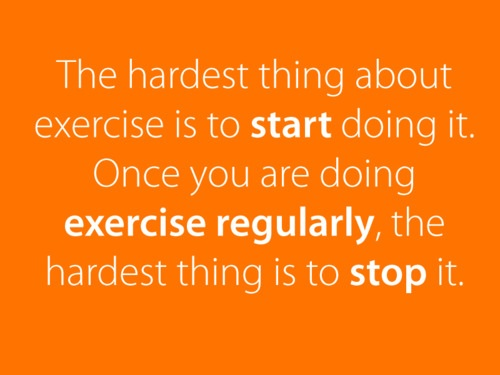 The hardest thing about
exercise is to start doing it.
Once you are doing
exercise regularly, the
hardest thing is to stop it.